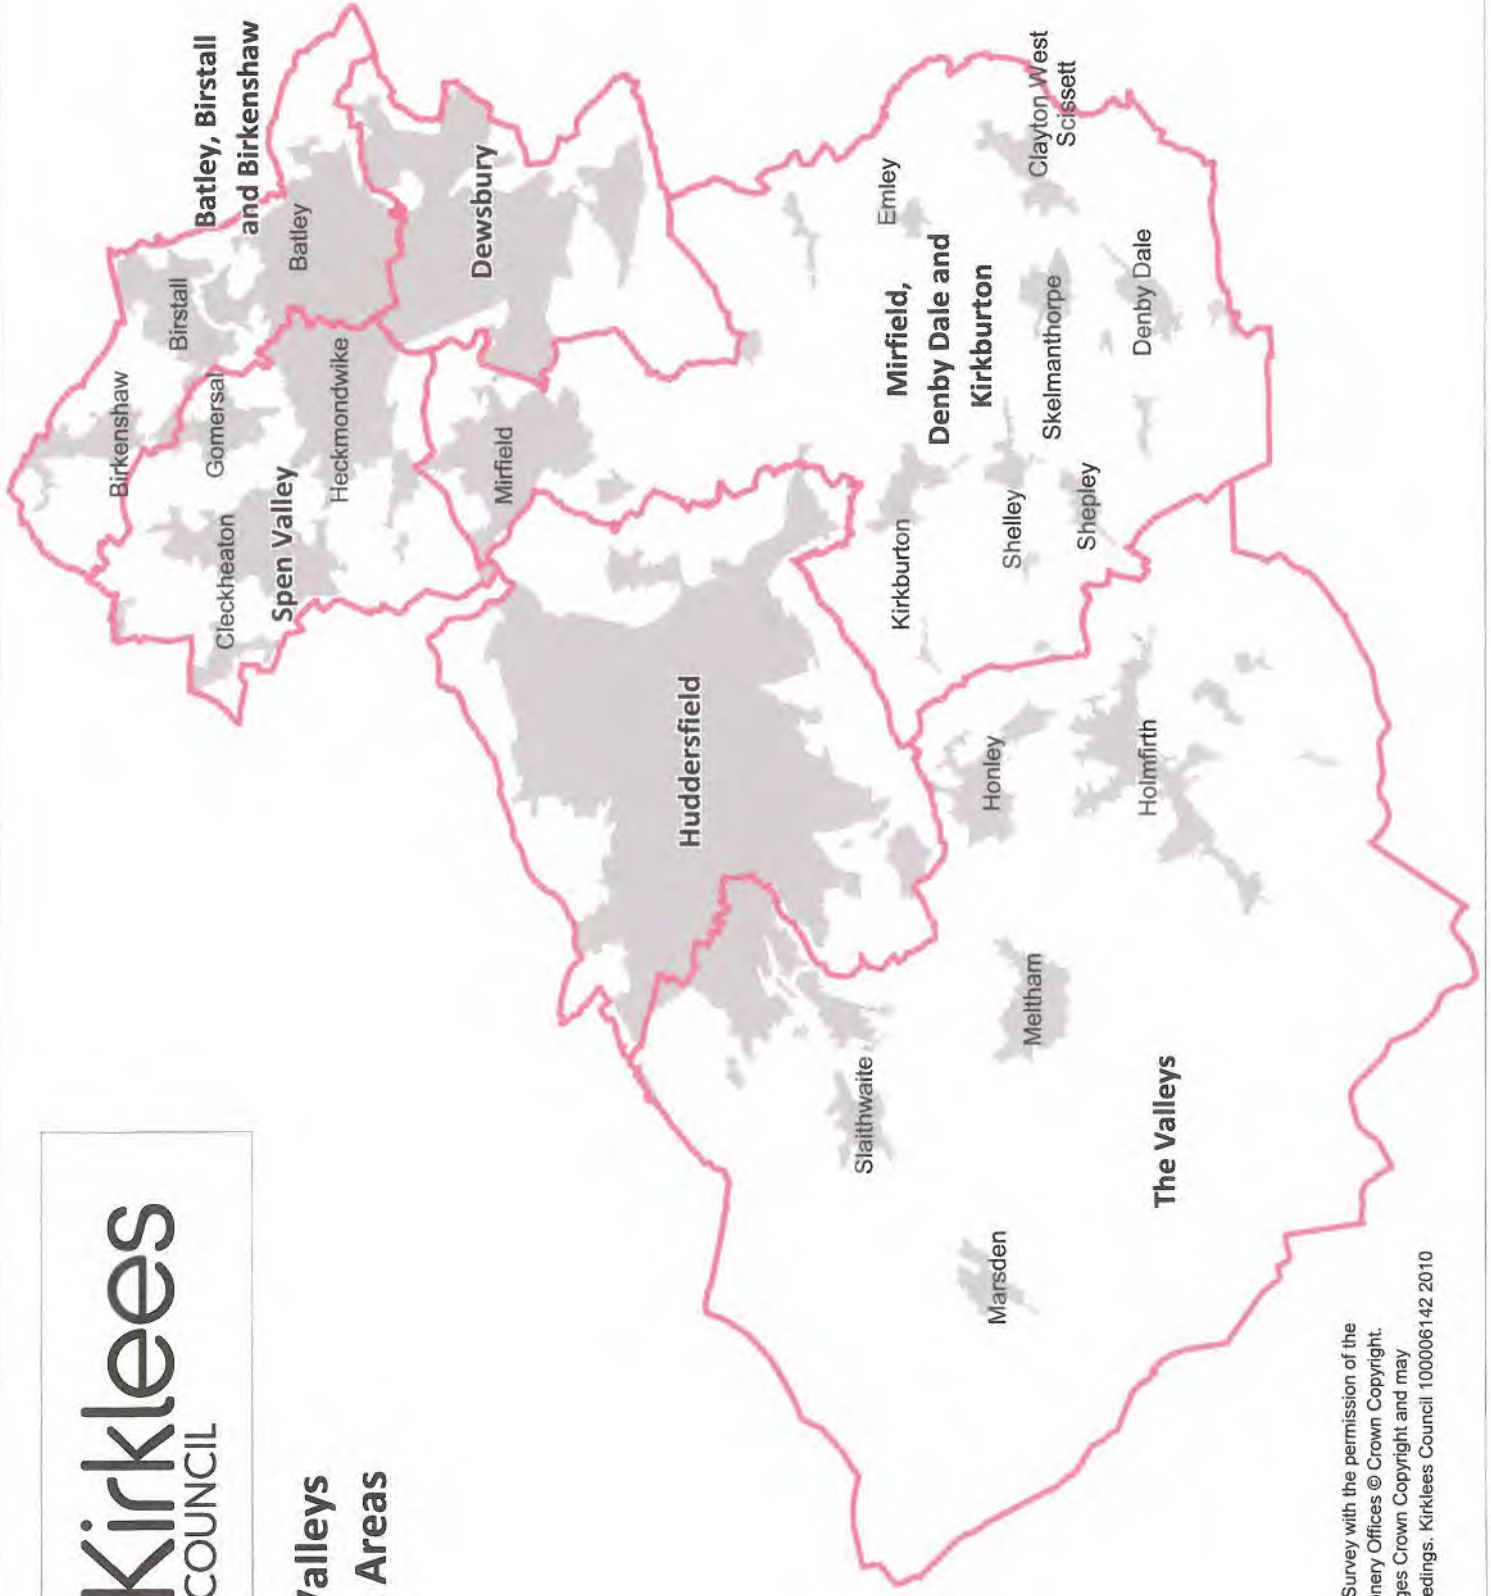 Kirklees
COUNCIL
Valleys
Areas
Batley, Birstall
and Birkenshaw
Birkenshaw
Birstall
Batley
Gomersal
Cleckheaton
Spen Valley
Heckmondwike
Dewsbury
Mirfield
Huddersfield
Mirfield,
Denby Dale and
Kirkburton
Emley
Clayton West
Scissett
Skelmanthorpe
Denby Dale
Kirkburton
Shelley
Shepley
Honley
Holmfirth
Meltham
Slaithwaite
Marsden
The Valleys
Survey with the permission of the
Offices © Crown Copyright.
Crown Copyright and may
Kirklees Council 100006142 2010